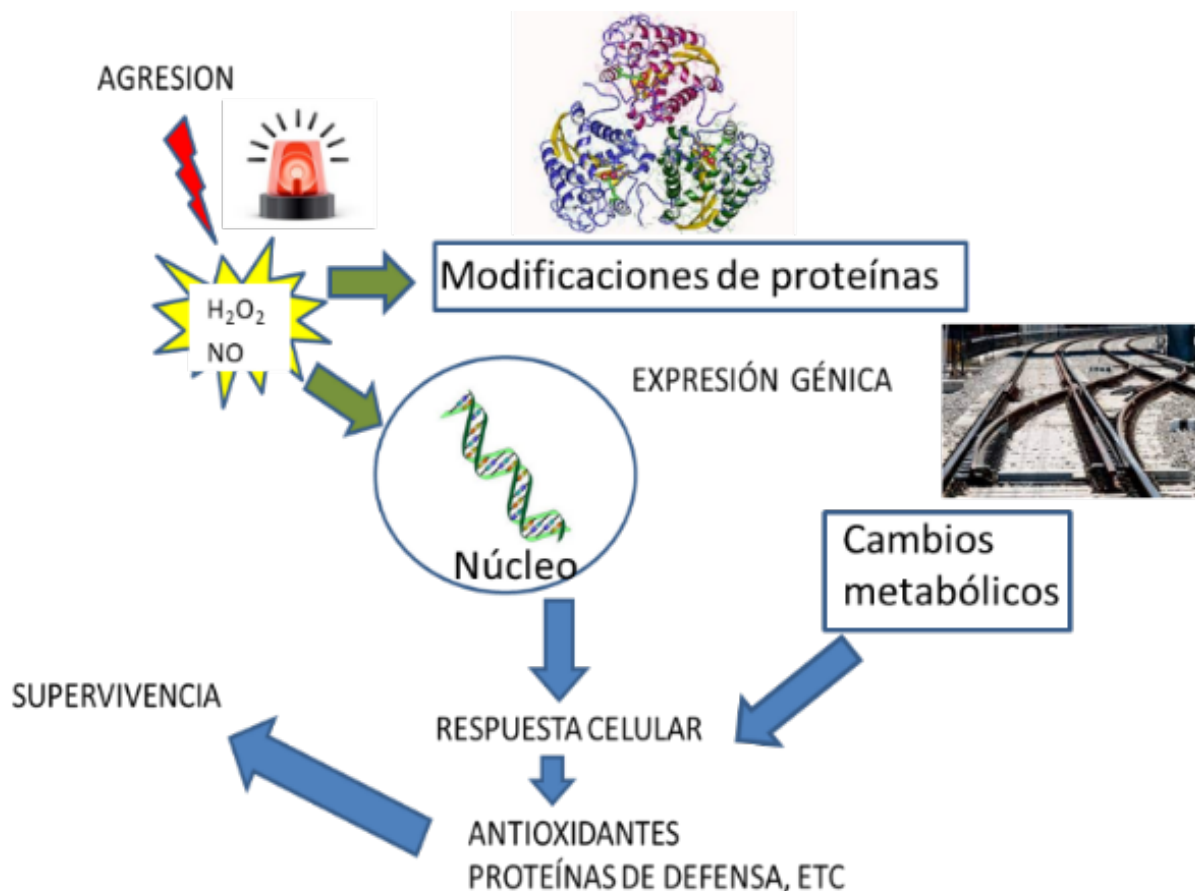 AGRESION
H₂O₂
NO
Modificaciones de proteínas
EXPRESIÓN GÉNICA
Núcleo
Cambios
metabólicos
SUPERVIVENCIA
RESPUESTA CELULAR
ANTIOXIDANTES
PROTEÍNAS DE DEFENSA, ETC